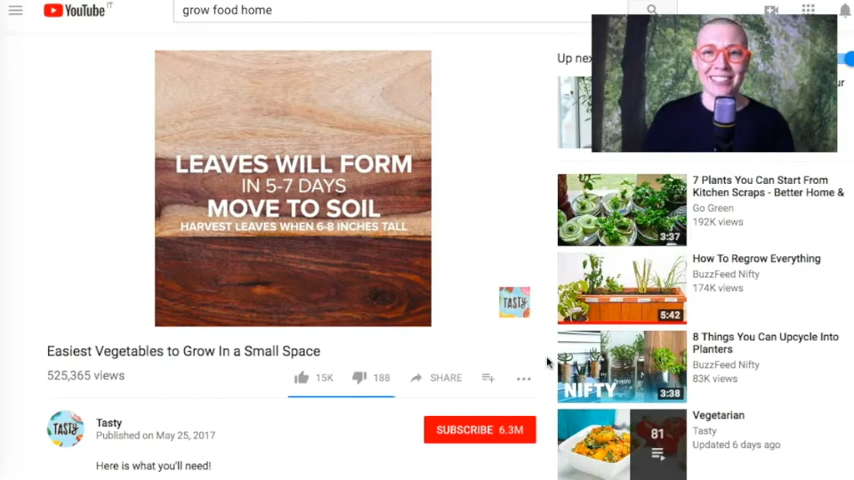 YouTube IT
grow food home
Up nex
ur
LEAVES WILL FORM
IN 5-7 DAYS
MOVE TO SOIL
HARVEST LEAVES WHEN 6-8 INCHES TALL
TASTY
Easiest Vegetables to Grow In a Small Space
525,365 views
15K
188
SHARE
TASTY
Tasty
Published on May 25, 2017
SUBSCRIBE 6.3M
Here is what you'll need!
7 Plants You Can Start From
Kitchen Scraps - Better Home &
Go Green
192K views
3:37
How To Regrow Everything
BuzzFeed Nifty
174K views
5:42
8 Things You Can Upcycle Into
Planters
BuzzFeed Nifty
83K views
NIFTY
3:38
Vegetarian
Tasty
Updated 6 days ago
81